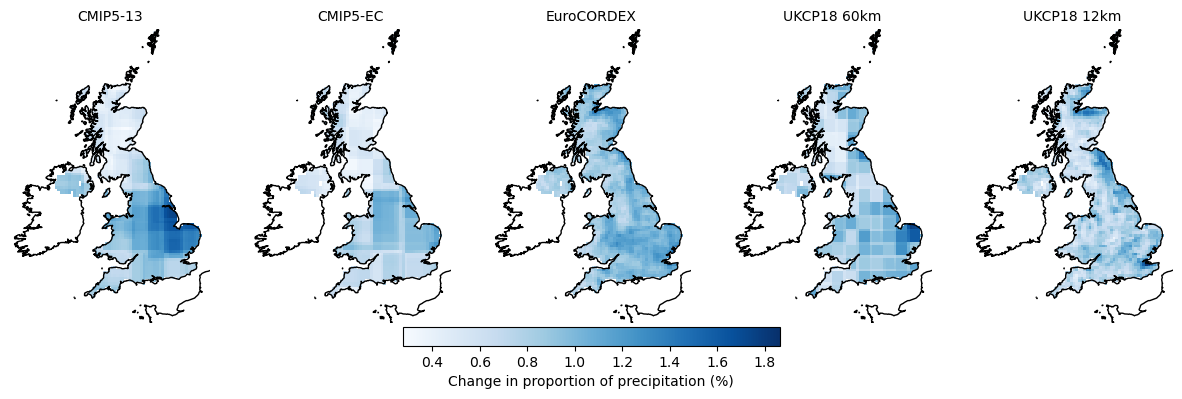 CMIP5-13
CMIP5-EC
EuroCORDEX
UKCP18 60km
UKCP18 12km
0.4 0.6 0.8 1.0 1.2 1.4 1.6 1.8
Change in proportion of precipitation (%)